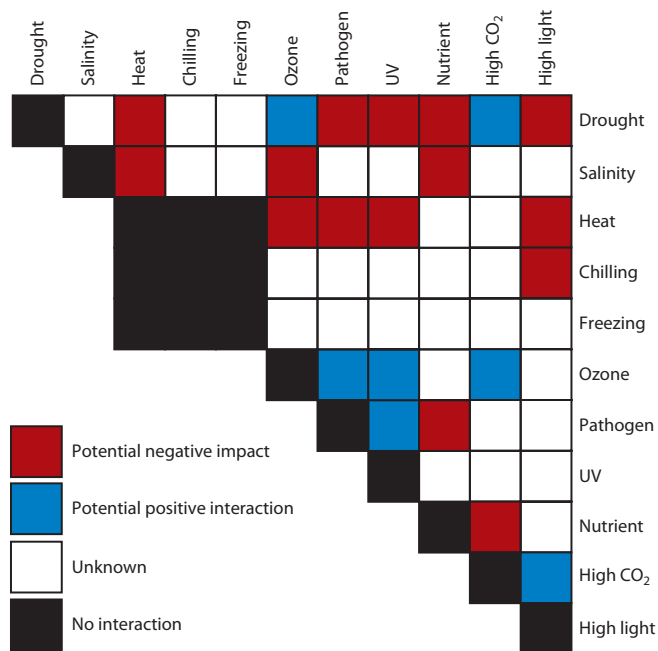 Drought
Salinity
Heat
Chilling
Freezing
Ozone
Pathogen
UV
Nutrient
High CO₂
High light
Drought
Salinity
Heat
Chilling
Freezing
Ozone
Pathogen
UV
Nutrient
High CO₂
High light
Potential negative impact
Potential positive interaction
Unknown
No interaction